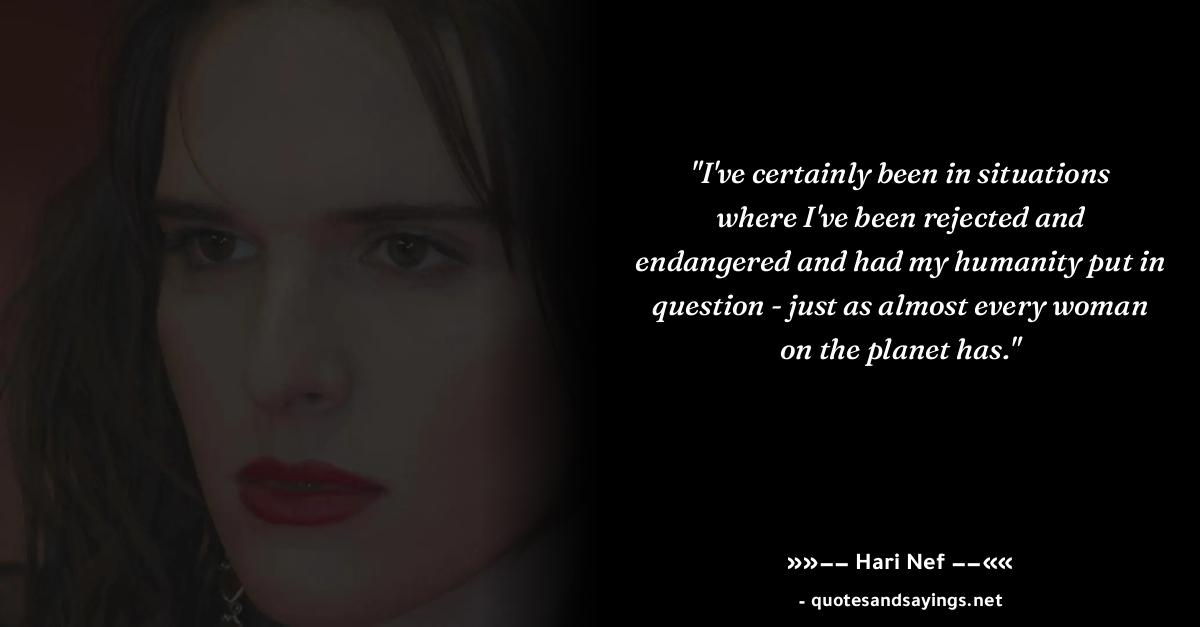 "I've certainly been in situations
where I've been rejected and
endangered and had my humanity put in
question - just as almost every woman
on the planet has."
»»-- Hari Nef --««
- quotesandsayings.net